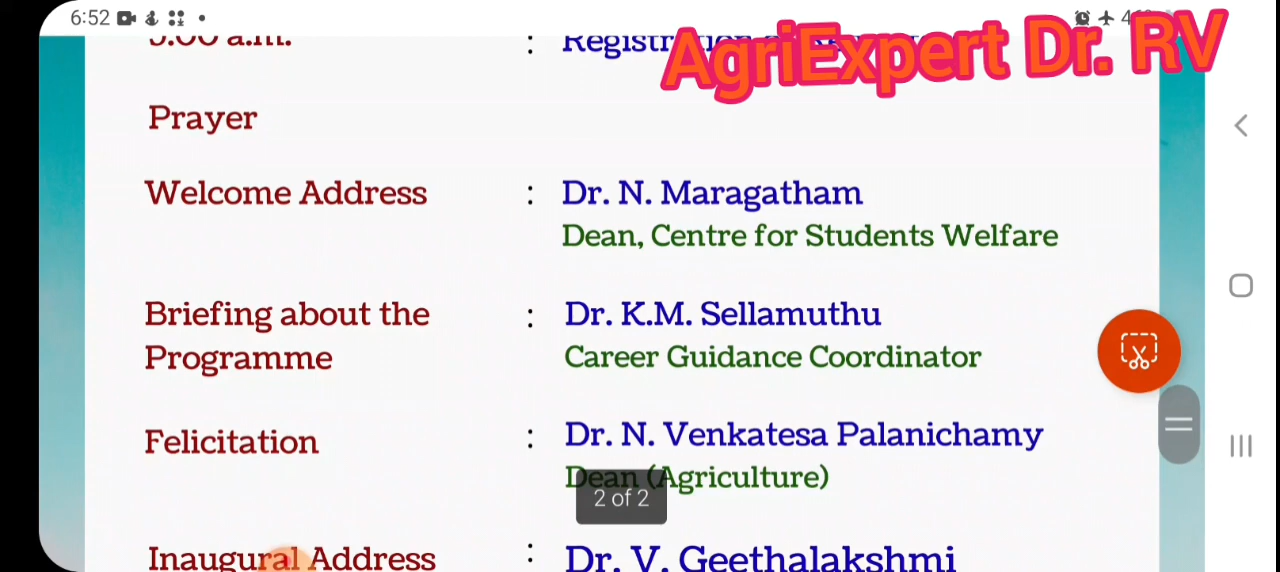 6:52
AgriExpert Dr. RV
a.m. :
Prayer
Welcome Address : Dr. N. Maragatham
Dean, Centre for Students Welfare
Briefing about the : Dr. K.M. Sellamuthu
Programme Career Guidance Coordinator
Felicitation : Dr. N. Venkatesa Palanichamy
Dean (Agriculture)
2 of 2
Inaugural Address : Dr. V. Geethalakshmi